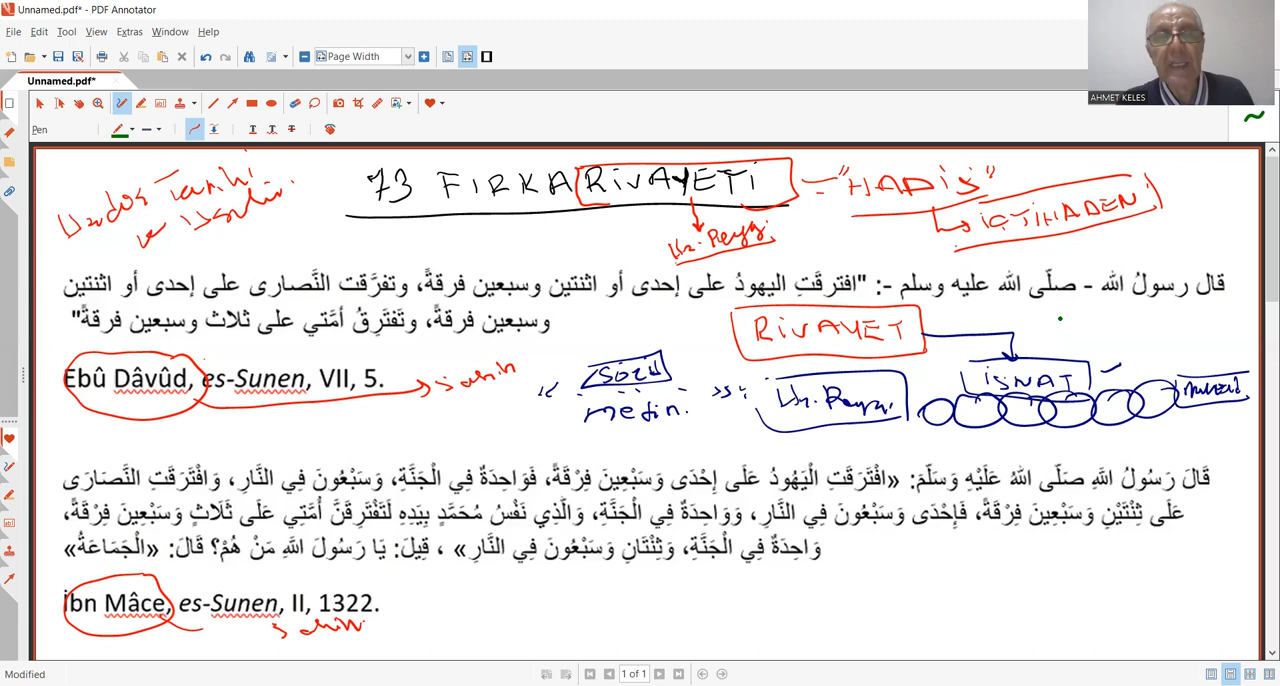 Unnamed.pdf* - PDF Annotator
File Edit Tool View Extras Window Help
Page Width
AHMET KELES
Unnamed.pdf*
Pen
73 FIRKA RİVAYETİ = "HADİS"
Hz. Peyg.
İÇTİHADEN
قال رسولُ الله - صلّى الله عليه وسلم -: "افترقَتِ اليهودُ على إحدى أو اثنتين وسبعين فرقةً، وتفرَّقت النَّصارى على إحدى أو اثنتين
وسبعين فرقةً، وتَفتَرِقُ أمَّتي على ثلاث وسبعين فرقةً"
RİVAYET
Ebû Dâvûd, es-Sunen, VII, 5.
sahih
sözü
metin.
Hz. Peyg.
İSNAT
قَالَ رَسُولُ اللَّهِ صَلَّى اللهُ عَلَيْهِ وَسَلَّمَ: «افْتَرَقَتِ الْيَهُودُ عَلَى إِحْدَى وَسَبْعِينَ فِرْقَةً، فَوَاحِدَةٌ فِي الْجَنَّةِ، وَسَبْعُونَ فِي النَّارِ، وَافْتَرَقَتِ النَّصَارَى
عَلَى ثِنْتَيْنِ وَسَبْعِينَ فِرْقَةً، فَإِحْدَى وَسَبْعُونَ فِي النَّارِ، وَوَاحِدَةٌ فِي الْجَنَّةِ، وَالَّذِي نَفْسُ مُحَمَّدٍ بِيَدِهِ لَتَفْتَرِقَنَّ أُمَّتِي عَلَى ثَلَاثٍ وَسَبْعِينَ فِرْقَةً،
وَاحِدَةٌ فِي الْجَنَّةِ، وَثِنْتَانِ وَسَبْعُونَ فِي النَّارِ» ، قِيلَ: يَا رَسُولَ اللَّهِ مَنْ هُمْ؟ قَالَ: «الْجَمَاعَةُ»
İbn Mâce, es-Sunen, II, 1322.
sahih
Modified
1 of 1